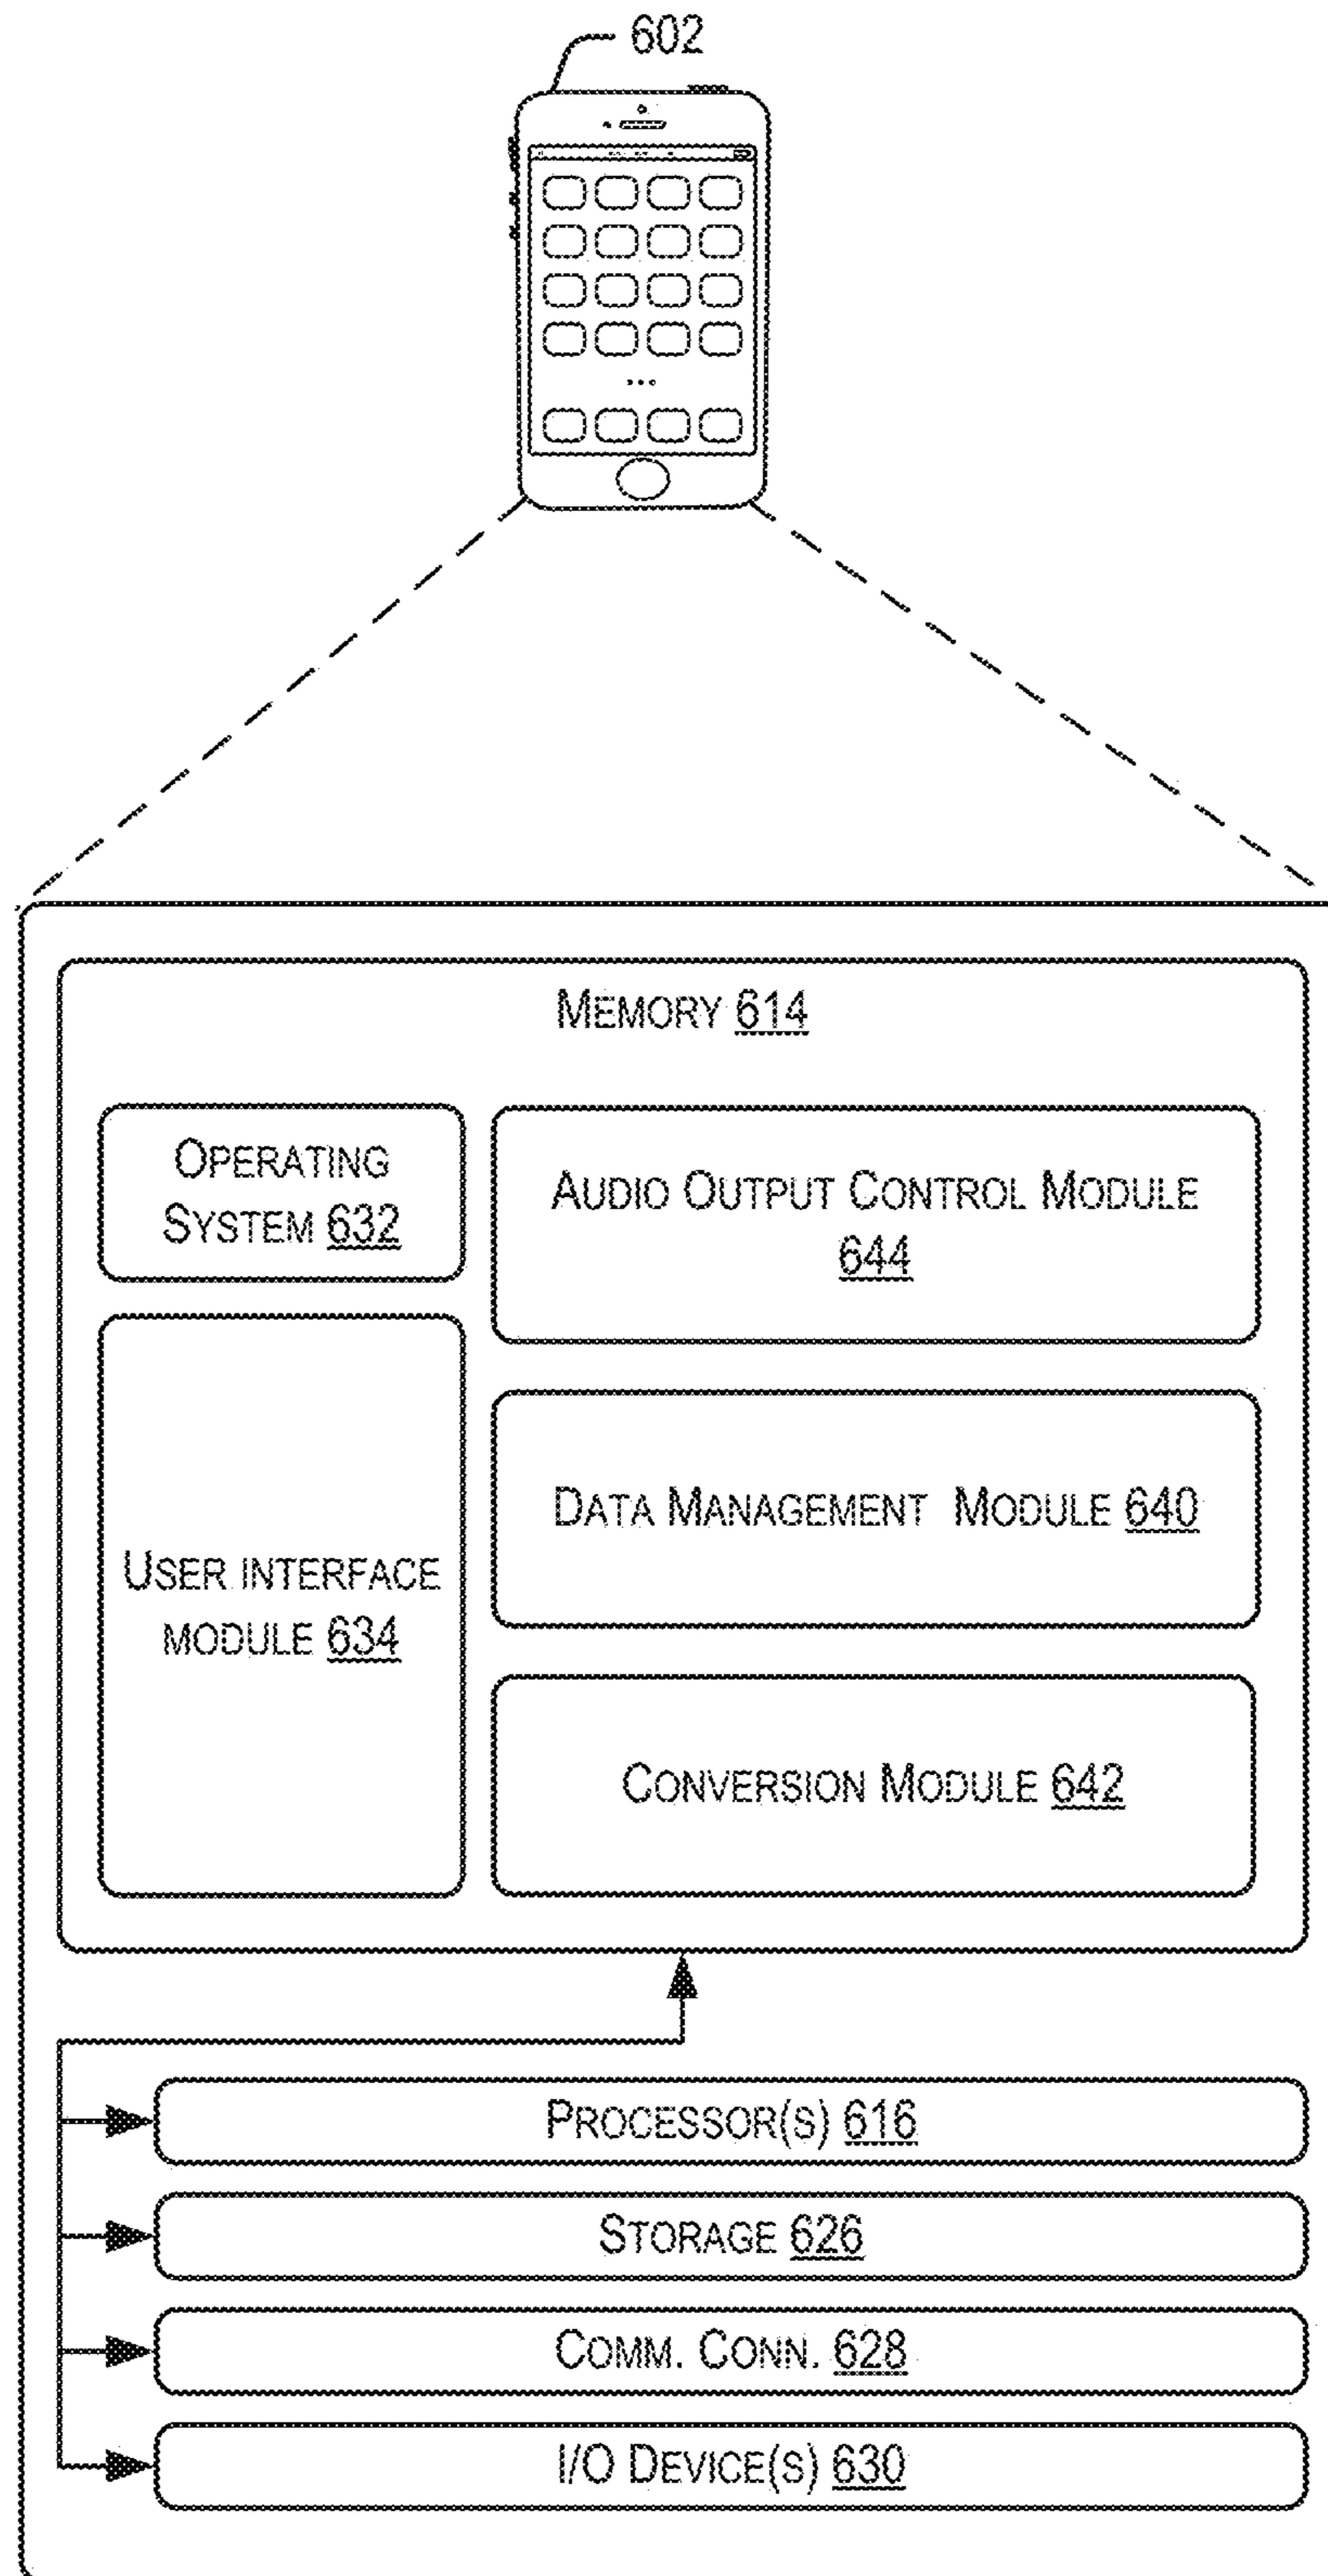 602
MEMORY 614
OPERATING
SYSTEM 632
AUDIO OUTPUT CONTROL MODULE
644
USER INTERFACE
MODULE 634
DATA MANAGEMENT MODULE 640
CONVERSION MODULE 642
PROCESSOR(S) 616
STORAGE 626
COMM. CONN. 628
I/O DEVICE(S) 630